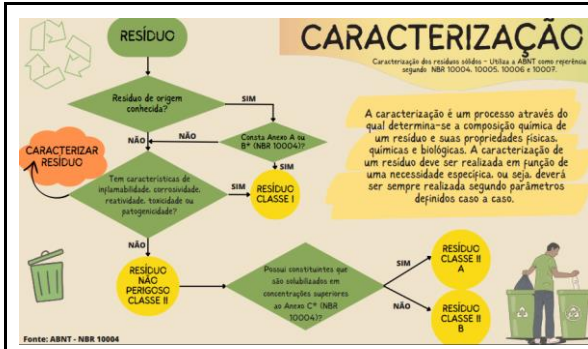 RESÍDUO
CARACTERIZAÇÃO
Caracterização dos resíduos sólidos - Utiliza a ABNT como referência
segundo NBR 10004, 10005, 10006 e 10007.
Resíduo de origem
conhecida?
SIM
NÃO
NÃO
Consta Anexo A ou
B* (NBR 10004)?
CARACTERIZAR
RESÍDUO
Tem características de
inflamabilidade, corrosividade,
reatividade, toxicidade ou
patogenicidade?
SIM
SIM
RESÍDUO
CLASSE I
A caracterização é um processo através do
qual determina-se a composição química de
um resíduo e suas propriedades físicas,
químicas e biológicas. A caracterização de
um resíduo deve ser realizada em função de
uma necessidade específica, ou seja, deverá
ser sempre realizada segundo parâmetros
definidos caso a caso.
NÃO
RESÍDUO
NÃO
PERIGOSO
CLASSE II
Possui constituintes que
são solubilizados em
concentrações superiores
ao Anexo C* (NBR
10004)?
SIM
NÃO
RESÍDUO
CLASSE II
A
RESÍDUO
CLASSE II
B
Fonte: ABNT - NBR 10004